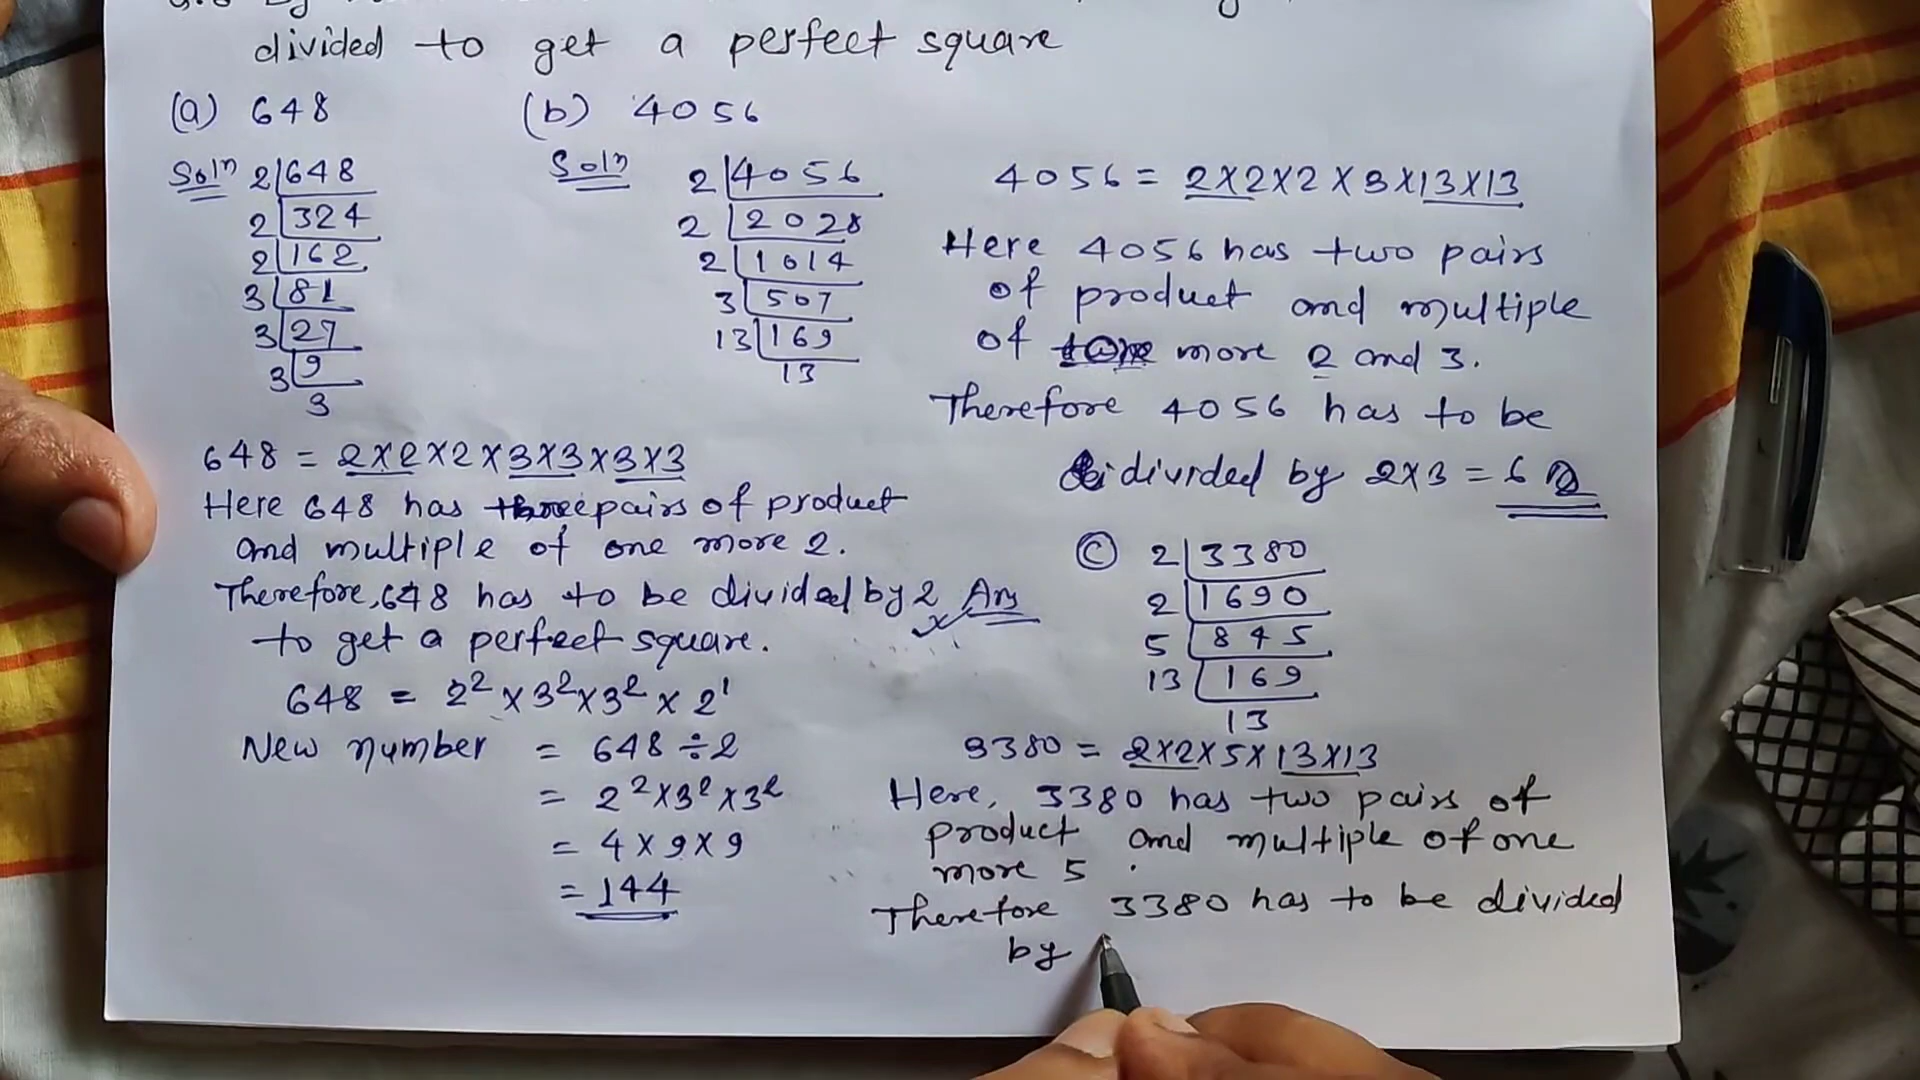 by
divided to get a perfect square
(a) 648
(b) 4056
Soln 2|648
2|324
2|162
3|81
3|27
3|9
3
648 = 2×2×2×3×3×3×3
Here 648 has three pairs of product
and multiple of one more 2.
Therefore, 648 has to be divided by 2 Ans
to get a perfect square.
648 = 2² × 3² × 3² × 2¹
New number = 648 ÷ 2
= 2² × 3² × 3²
= 4 × 9 × 9
= 144
Soln 2|4056
2|2028
2|1014
3|507
13|169
13
4056 = 2×2×2×3×13×13
Here 4056 has two pairs
of product and multiple
of more 2 and 3.
Therefore 4056 has to be
divided by 2×3 = 6
(c) 2|3380
2|1690
5|845
13|169
13
3380 = 2×2×5×13×13
Here, 3380 has two pairs of
product and multiple of one
more 5
Therefore 3380 has to be divided
by